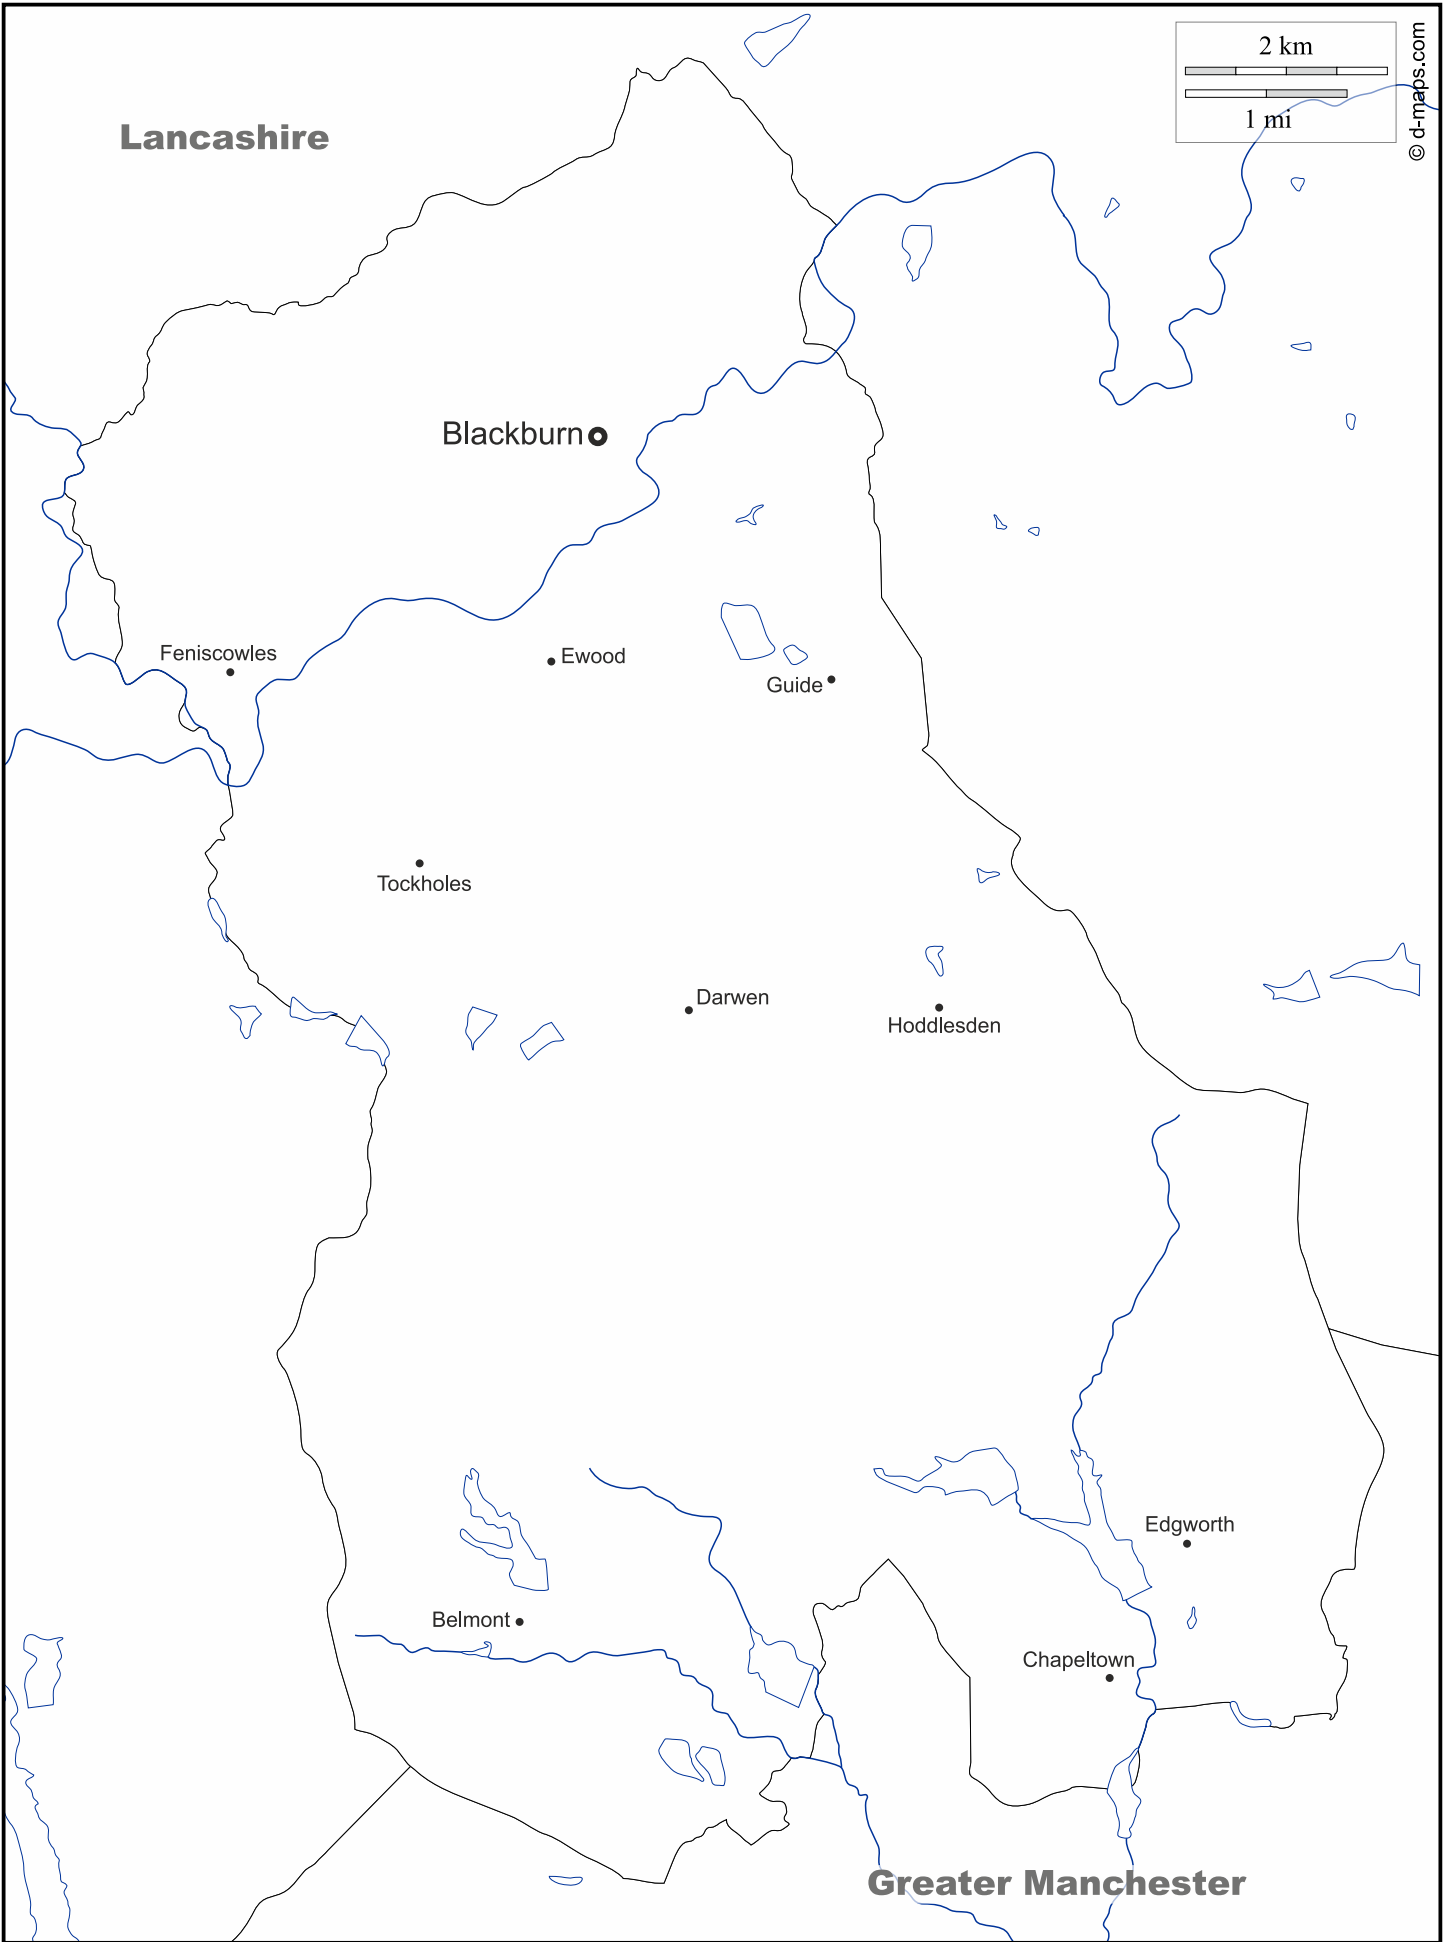 2 km
1 mi
© d-maps.com
Lancashire
Blackburn
Feniscowles
Ewood
Guide
Tockholes
Darwen
Hoddlesden
Edgworth
Belmont
Chapeltown
Greater Manchester